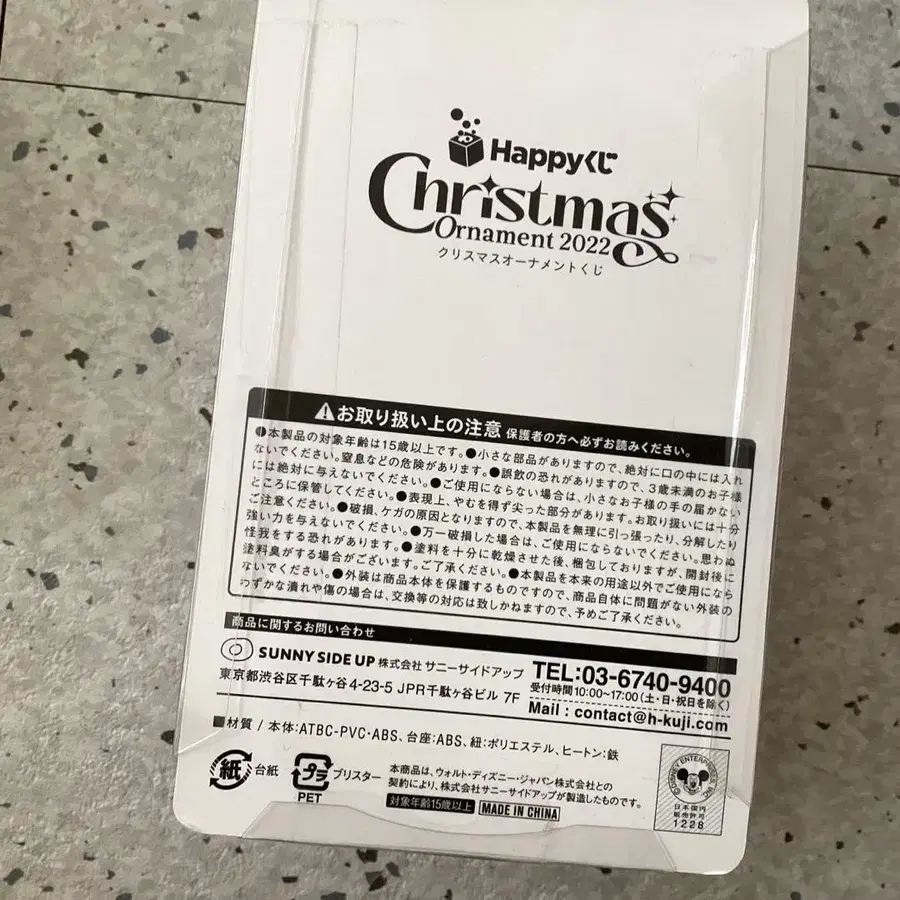 Happyくじ
Christmas
Ornament 2022
クリスマスオーナメントくじ
お取り扱い上の注意 保護者の方へ必ずお読みください。
●本製品の対象年齢は15歳以上です。●小さな部品がありますので、絶対に口の中には入れ
ないでください。窒息などの危険があります。●誤飲の恐れがありますので、3歳未満のお子様
には絶対に与えないでください。●ご使用にならない場合は、小さなお子様の手の届かない
ところに保管してください。●表現上、やむを得ず尖った部分があります。お取り扱いには十分
ご注意ください。●破損、ケガの原因となりますので、本製品を無理に引っ張ったり、分解したり
強い力を与えないでください。●万一破損した場合は、ご使用にならないでください。思わぬ
怪我をする恐れがあります。●塗料を十分に乾燥させた後、梱包しておりますが、開封後に
塗料臭がする場合がございます。ご了承ください。●本製品を本来の用途以外でご使用になら
ないでください。●外装は商品本体を保護するものですので、商品自体に問題がない外装の
わずかな潰れや傷の場合は、交換等の対応は致しかねますので、予めご了承ください。
商品に関するお問い合わせ
SUNNY SIDE UP 株式会社 サニーサイドアップ
東京都渋谷区千駄ヶ谷4-23-5 JPR千駄ヶ谷ビル 7F
TEL:03-6740-9400
受付時間10:00~17:00(土・日・祝日を除く)
Mail : contact@h-kuji.com
■材質 / 本体:ATBC-PVC・ABS、台座:ABS、紐:ポリエステル、ヒートン:鉄
紙 台紙
プラ ブリスター
PET
本商品は、ウォルト・ディズニー・ジャパン株式会社との
契約により、株式会社サニーサイドアップが製造したものです。
対象年齢15歳以上 MADE IN CHINA
©DISNEY ENTERPRISES, INC.
日本国内
販売許可
1228